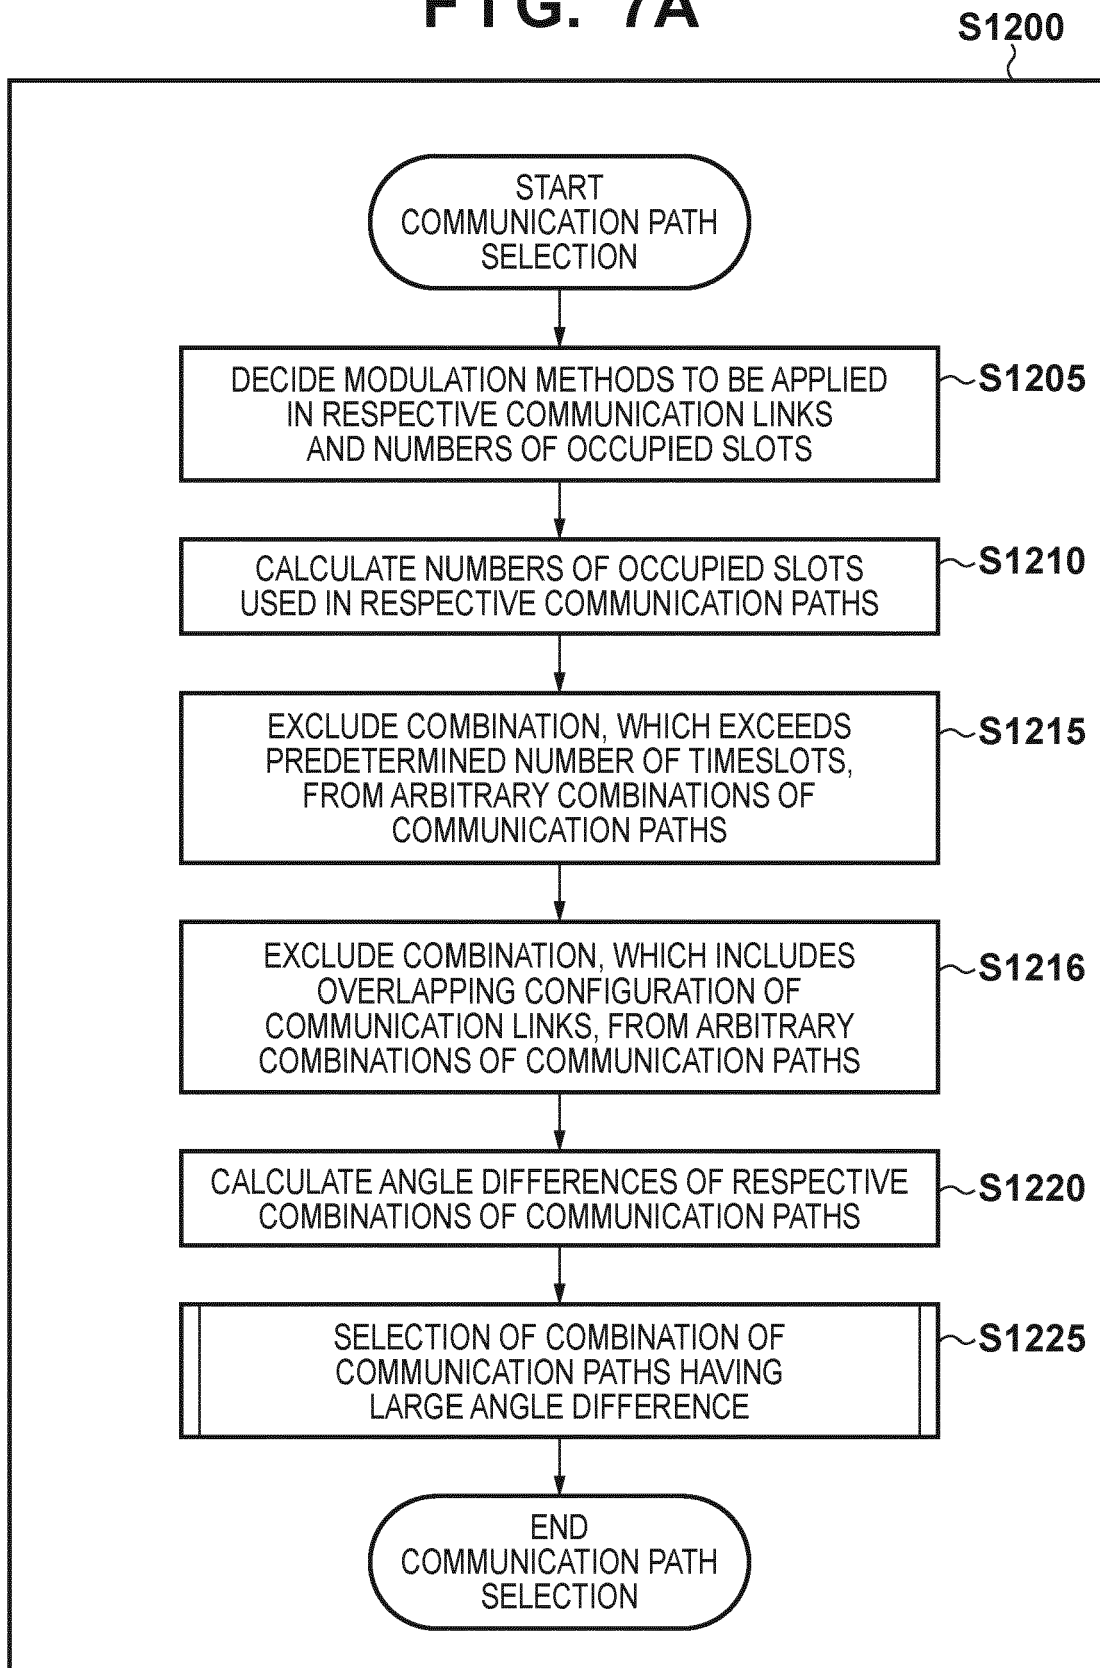 FIG. 7A
S1200
START
COMMUNICATION PATH
SELECTION
DECIDE MODULATION METHODS TO BE APPLIED
IN RESPECTIVE COMMUNICATION LINKS
AND NUMBERS OF OCCUPIED SLOTS
S1205
CALCULATE NUMBERS OF OCCUPIED SLOTS
USED IN RESPECTIVE COMMUNICATION PATHS
S1210
EXCLUDE COMBINATION, WHICH EXCEEDS
PREDETERMINED NUMBER OF TIMESLOTS,
FROM ARBITRARY COMBINATIONS OF
COMMUNICATION PATHS
S1215
EXCLUDE COMBINATION, WHICH INCLUDES
OVERLAPPING CONFIGURATION OF
COMMUNICATION LINKS, FROM ARBITRARY
COMBINATIONS OF COMMUNICATION PATHS
S1216
CALCULATE ANGLE DIFFERENCES OF RESPECTIVE
COMBINATIONS OF COMMUNICATION PATHS
S1220
SELECTION OF COMBINATION OF
COMMUNICATION PATHS HAVING
LARGE ANGLE DIFFERENCE
S1225
END
COMMUNICATION PATH
SELECTION